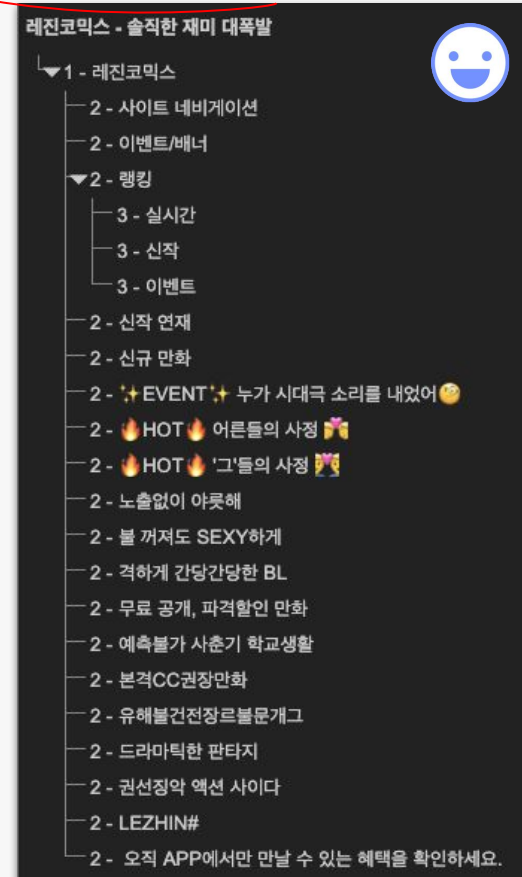 레진코믹스 - 솔직한 재미 대폭발
1 - 레진코믹스
2 - 사이트 네비게이션
2 - 이벤트/배너
2 - 랭킹
3 - 실시간
3 - 신작
3 - 이벤트
2 - 신작 연재
2 - 신규 만화
2 - ✨EVENT✨ 누가 시대극 소리를 내었어🧐
2 - 🔥HOT🔥 어른들의 사정 💏
2 - 🔥HOT🔥 '그'들의 사정 👨‍❤️‍💋‍👨
2 - 노출없이 야릇해
2 - 불 꺼져도 SEXY하게
2 - 격하게 간당간당한 BL
2 - 무료 공개, 파격할인 만화
2 - 예측불가 사춘기 학교생활
2 - 본격CC권장만화
2 - 유해불건전장르불문개그
2 - 드라마틱한 판타지
2 - 권선징악 액션 사이다
2 - LEZHIN#
2 - 오직 APP에서만 만날 수 있는 혜택을 확인하세요.